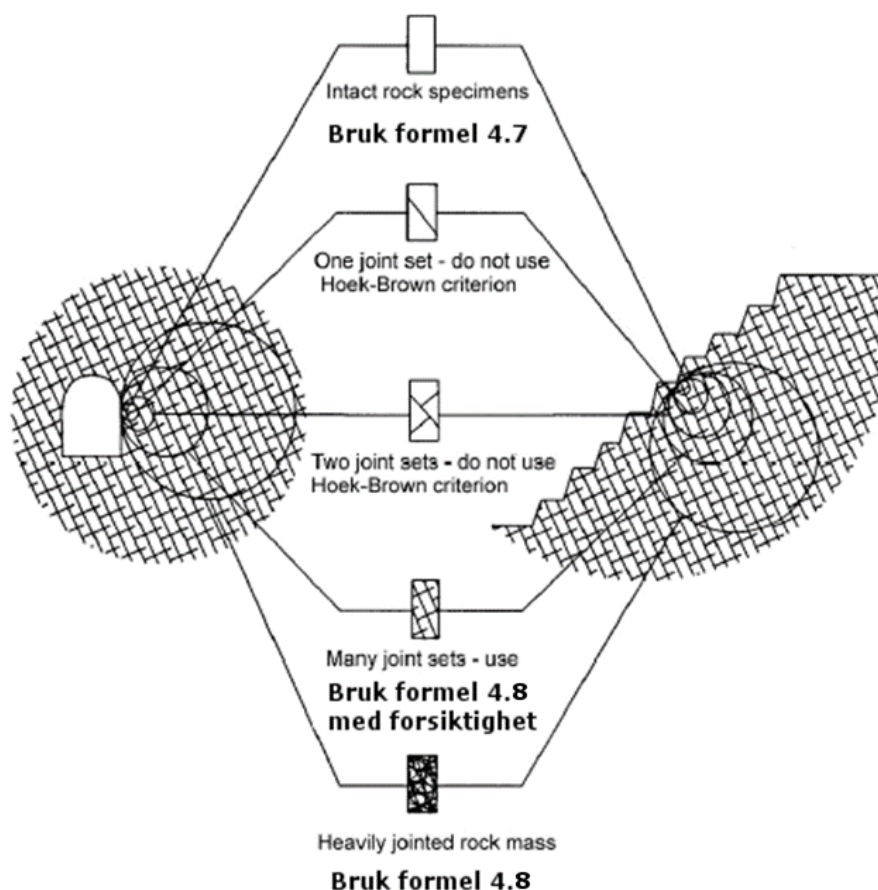 Intact rock specimens
Bruk formel 4.7
One joint set - do not use
Hoek-Brown criterion
Two joint sets - do not use
Hoek-Brown criterion
Many joint sets - use
Bruk formel 4.8
med forsiktighet
Heavily jointed rock mass
Bruk formel 4.8